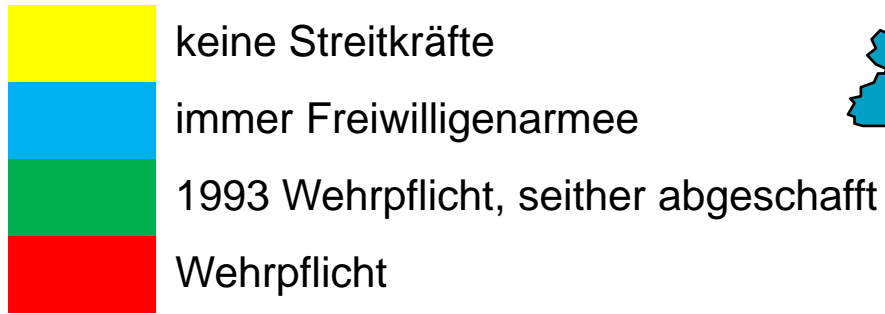 keine Streitkräfte
immer Freiwilligenarmee
1993 Wehrpflicht, seither abgeschafft
Wehrpflicht